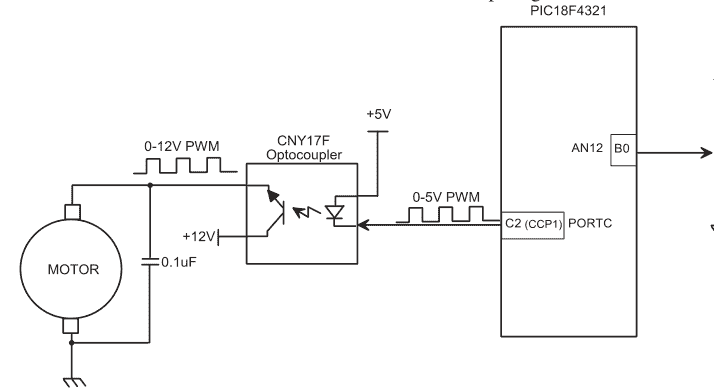 PIC18F4321
+5V
CNY17F
Optocoupler
0-12V PWM
AN12 B0
0-5V PWM
C2 (CCP1) PORTC
+12V
MOTOR
0.1uF